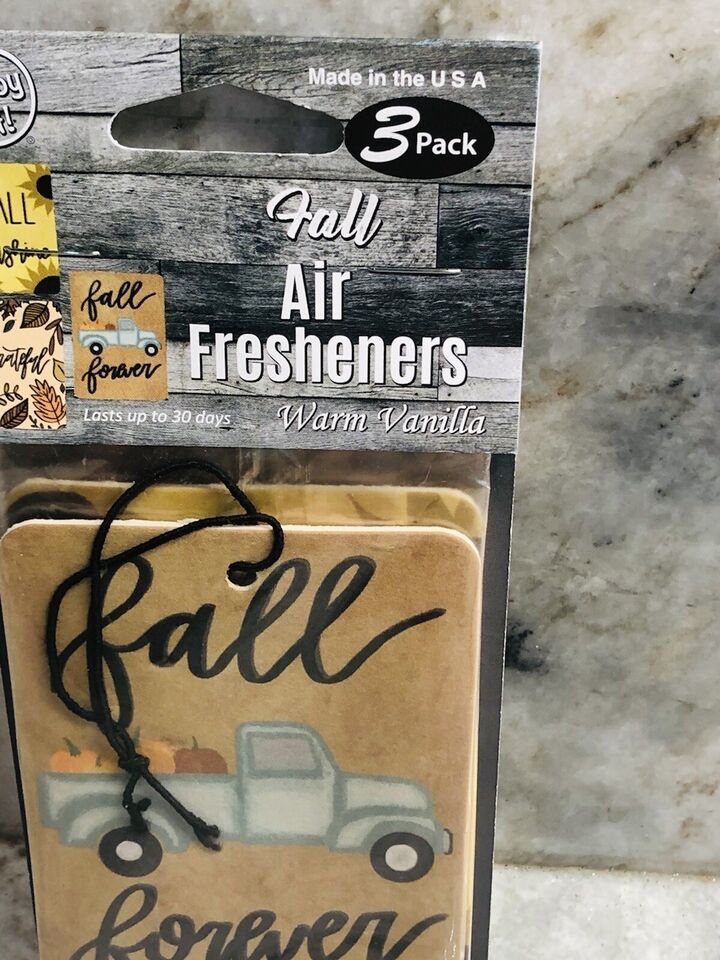 Made in the U S A
3 Pack
Fall
Air
Fresheners
Warm Vanilla
Lasts up to 30 days
fall
forever
fall
forever